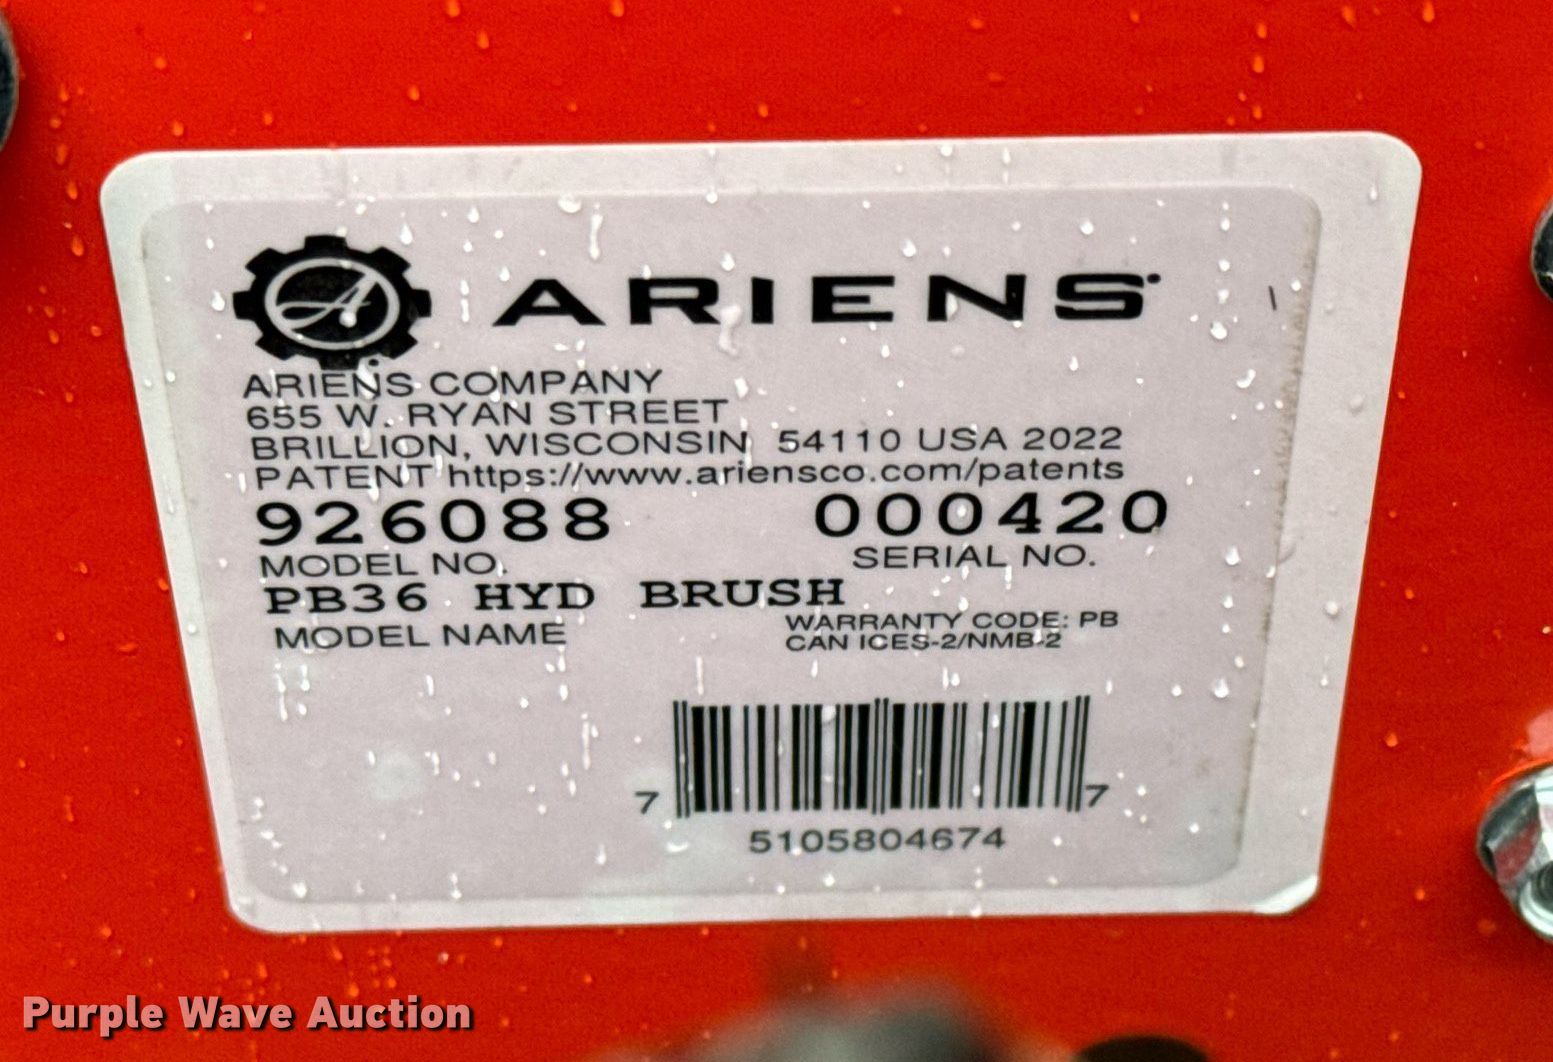 A
ARIENS
ARIENS COMPANY
655 W. RYAN STREET
BRILLION, WISCONSIN 54110 USA 2022
PATENT https://www.ariensco.com/patents
926088 000420
MODEL NO. SERIAL NO.
PB36 HYD BRUSH
MODEL NAME
WARRANTY CODE: PB
CAN ICES-2/NMB-2
7 7
5105804674
Purple Wave Auction